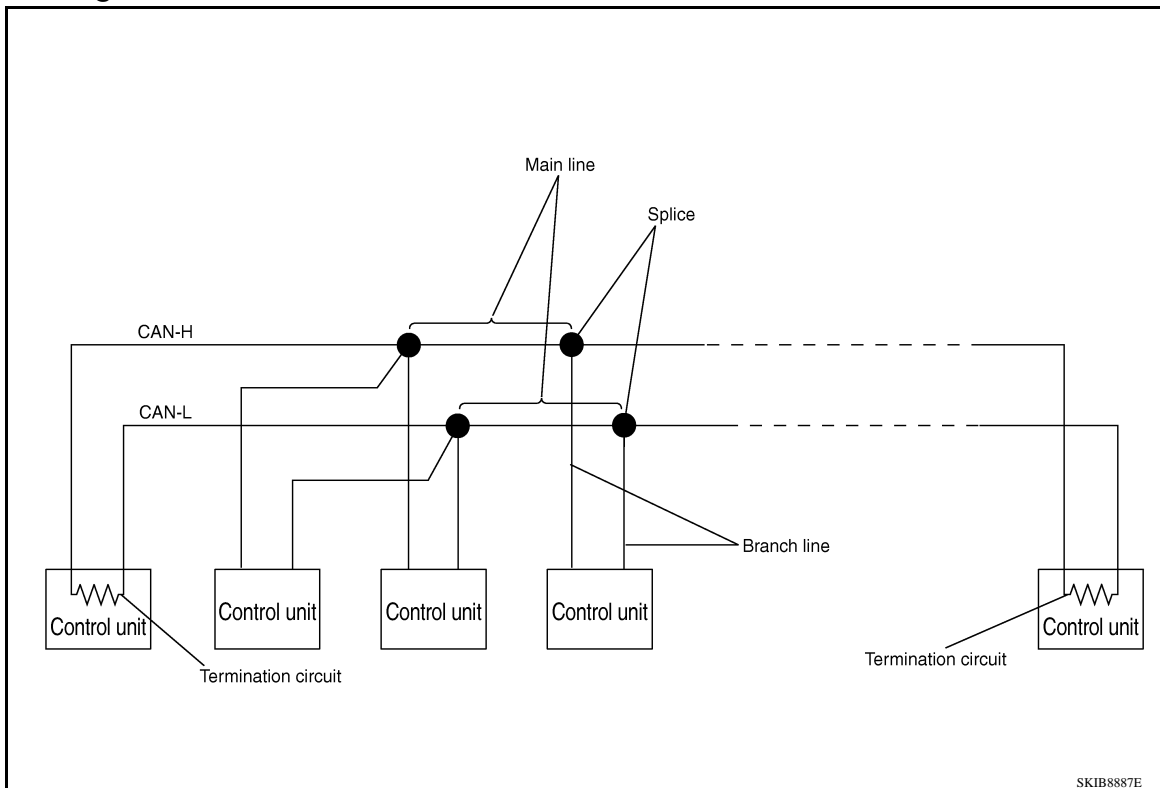 Main line
Splice
CAN-H
CAN-L
Branch line
Control unit
Control unit
Control unit
Control unit
Control unit
Termination circuit
Termination circuit
SKIB8887E